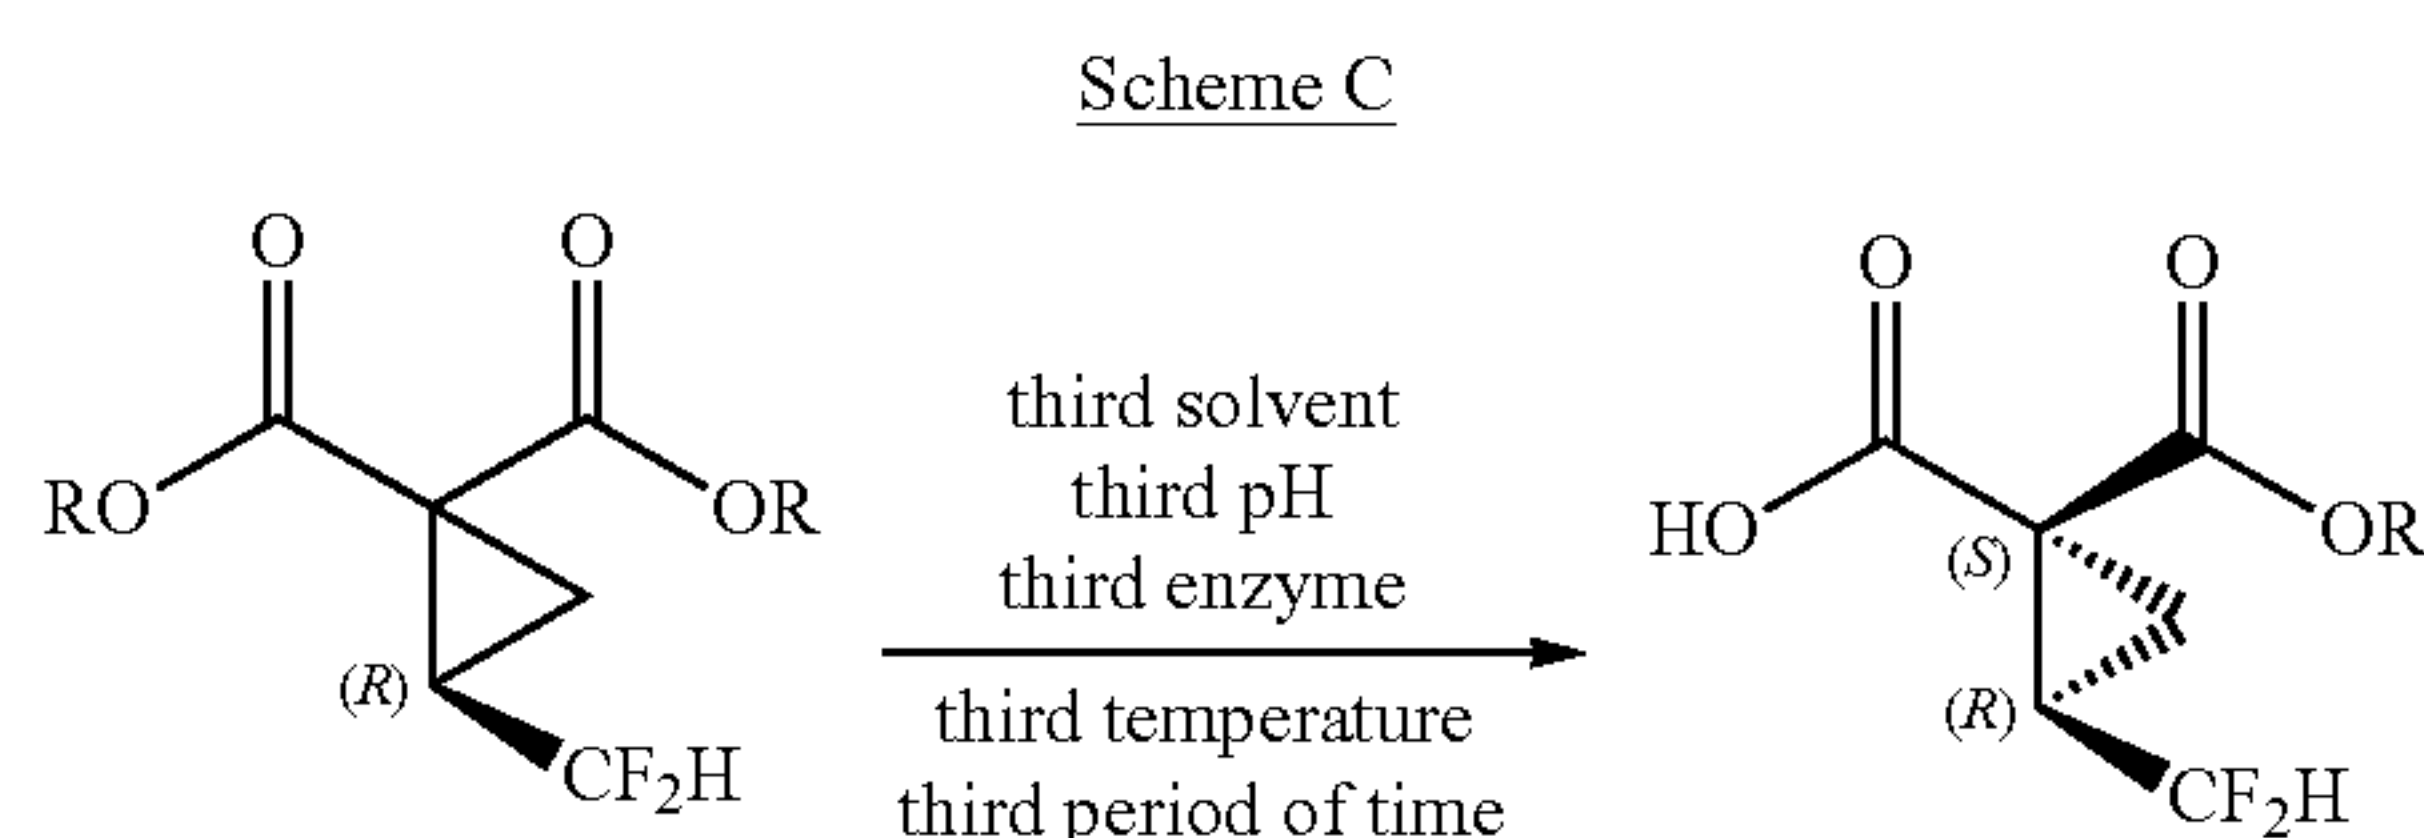 Scheme C
O O
O O
RO OR
third solvent
third pH
third enzyme
HO OR
(S)
(R)
CF₂H
third temperature
third period of time
(R)
CF₂H